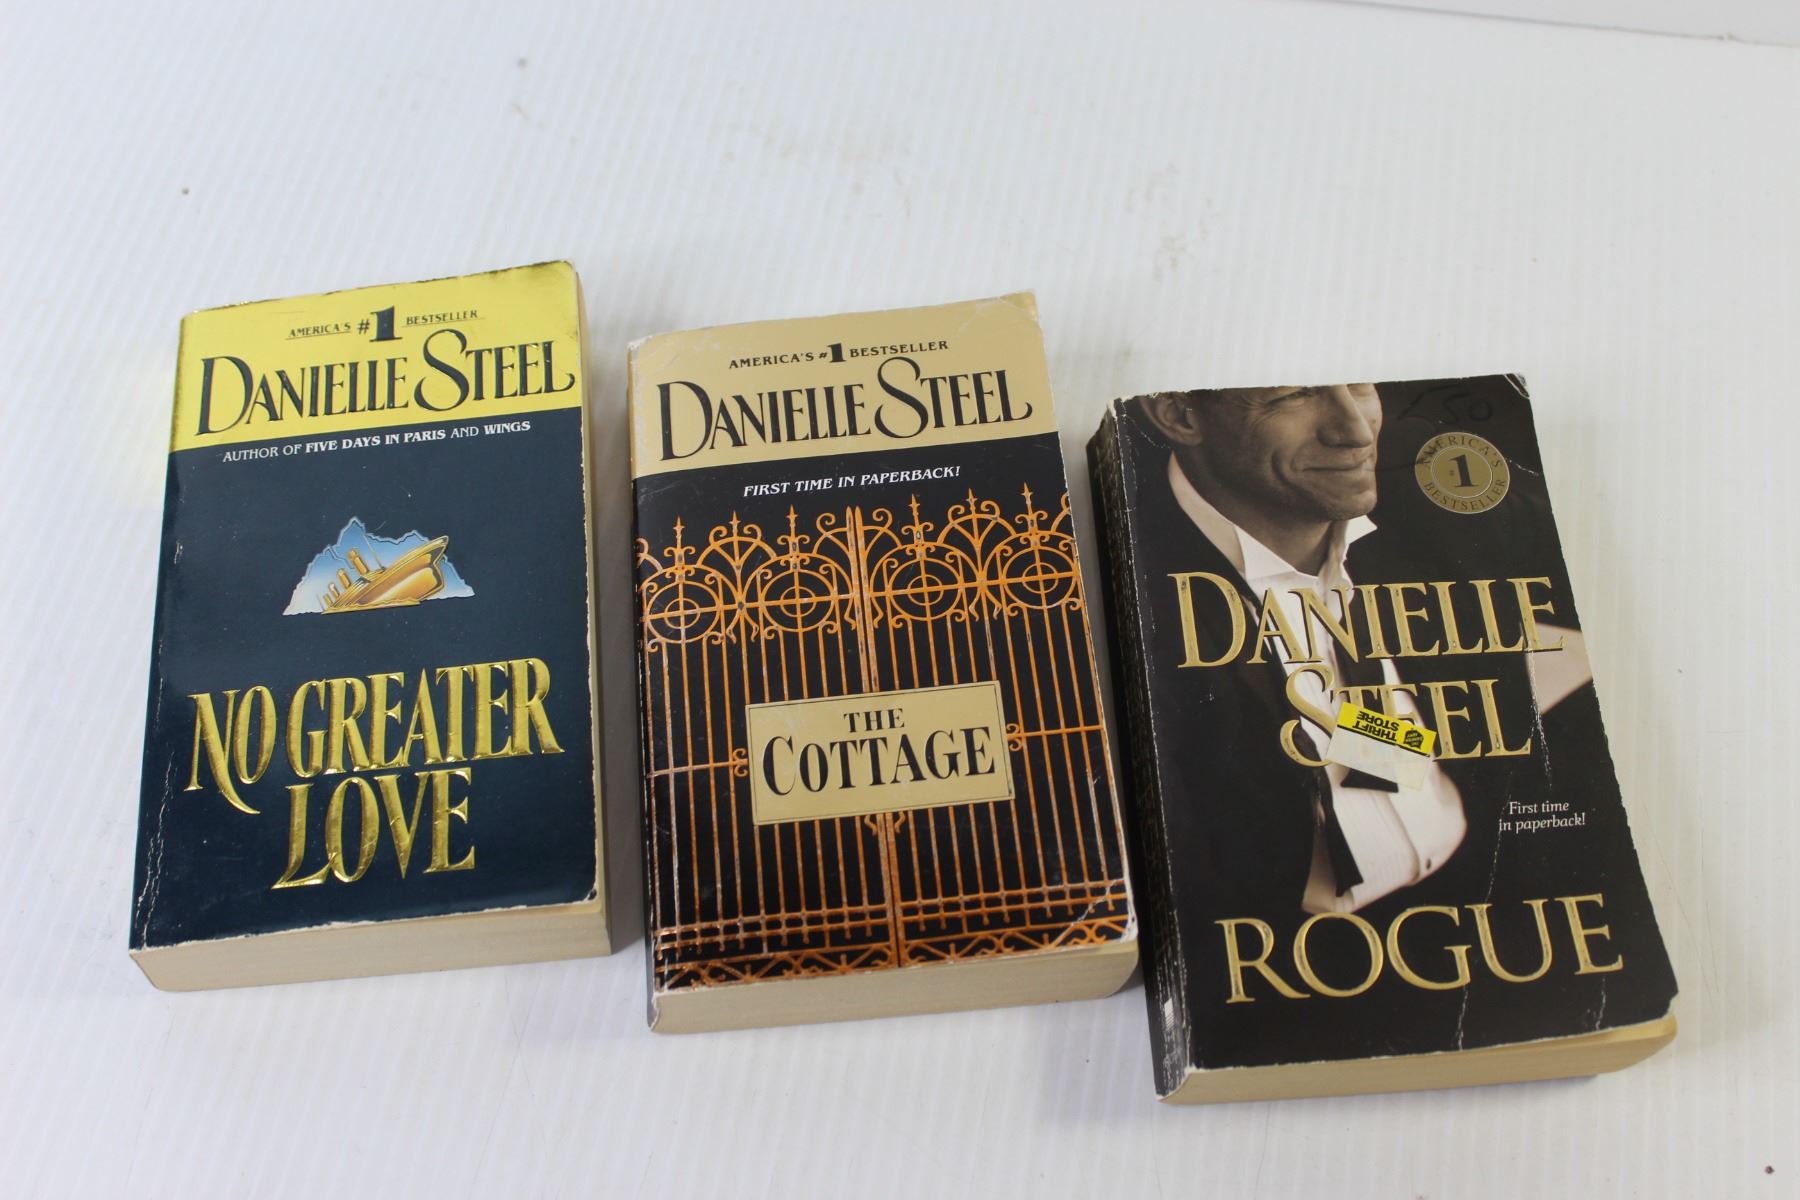 AMERICA'S #1 BESTSELLER
DANIELLE STEEL
AUTHOR OF FIVE DAYS IN PARIS AND WINGS
NO GREATER
LOVE
AMERICA'S #1 BESTSELLER
DANIELLE STEEL
FIRST TIME IN PAPERBACK!
THE
COTTAGE
AMERICA'S
#1
BESTSELLER
DANIELLE
STEEL
THRIFT
STORE
First time
in paperback!
ROGUE